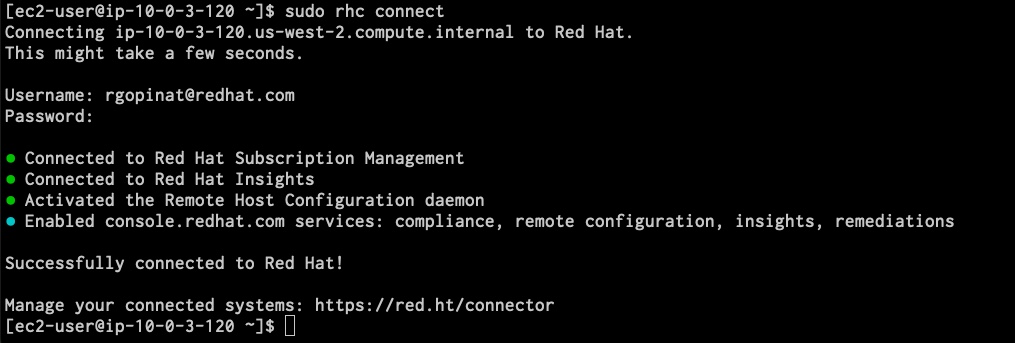 [ec2-user@ip-10-0-3-120 ~]$ sudo rhc connect
Connecting ip-10-0-3-120.us-west-2.compute.internal to Red Hat.
This might take a few seconds.
Username: rgopinat@redhat.com
Password:
● Connected to Red Hat Subscription Management
● Connected to Red Hat Insights
● Activated the Remote Host Configuration daemon
● Enabled console.redhat.com services: compliance, remote configuration, insights, remediations
Successfully connected to Red Hat!
Manage your connected systems: https://red.ht/connector
[ec2-user@ip-10-0-3-120 ~]$